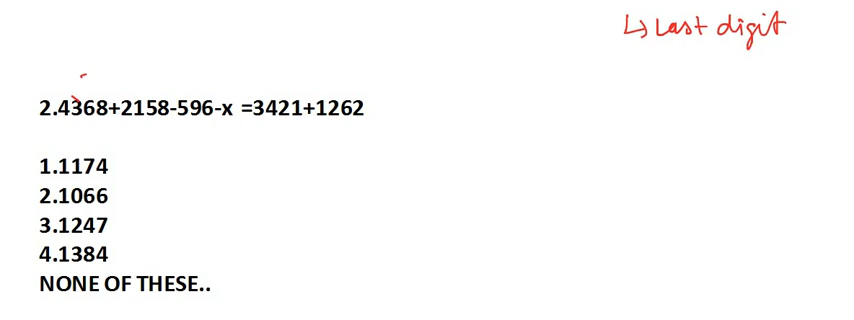 ↳ Last digit
2.4368+2158-596-x =3421+1262
1.1174
2.1066
3.1247
4.1384
NONE OF THESE..